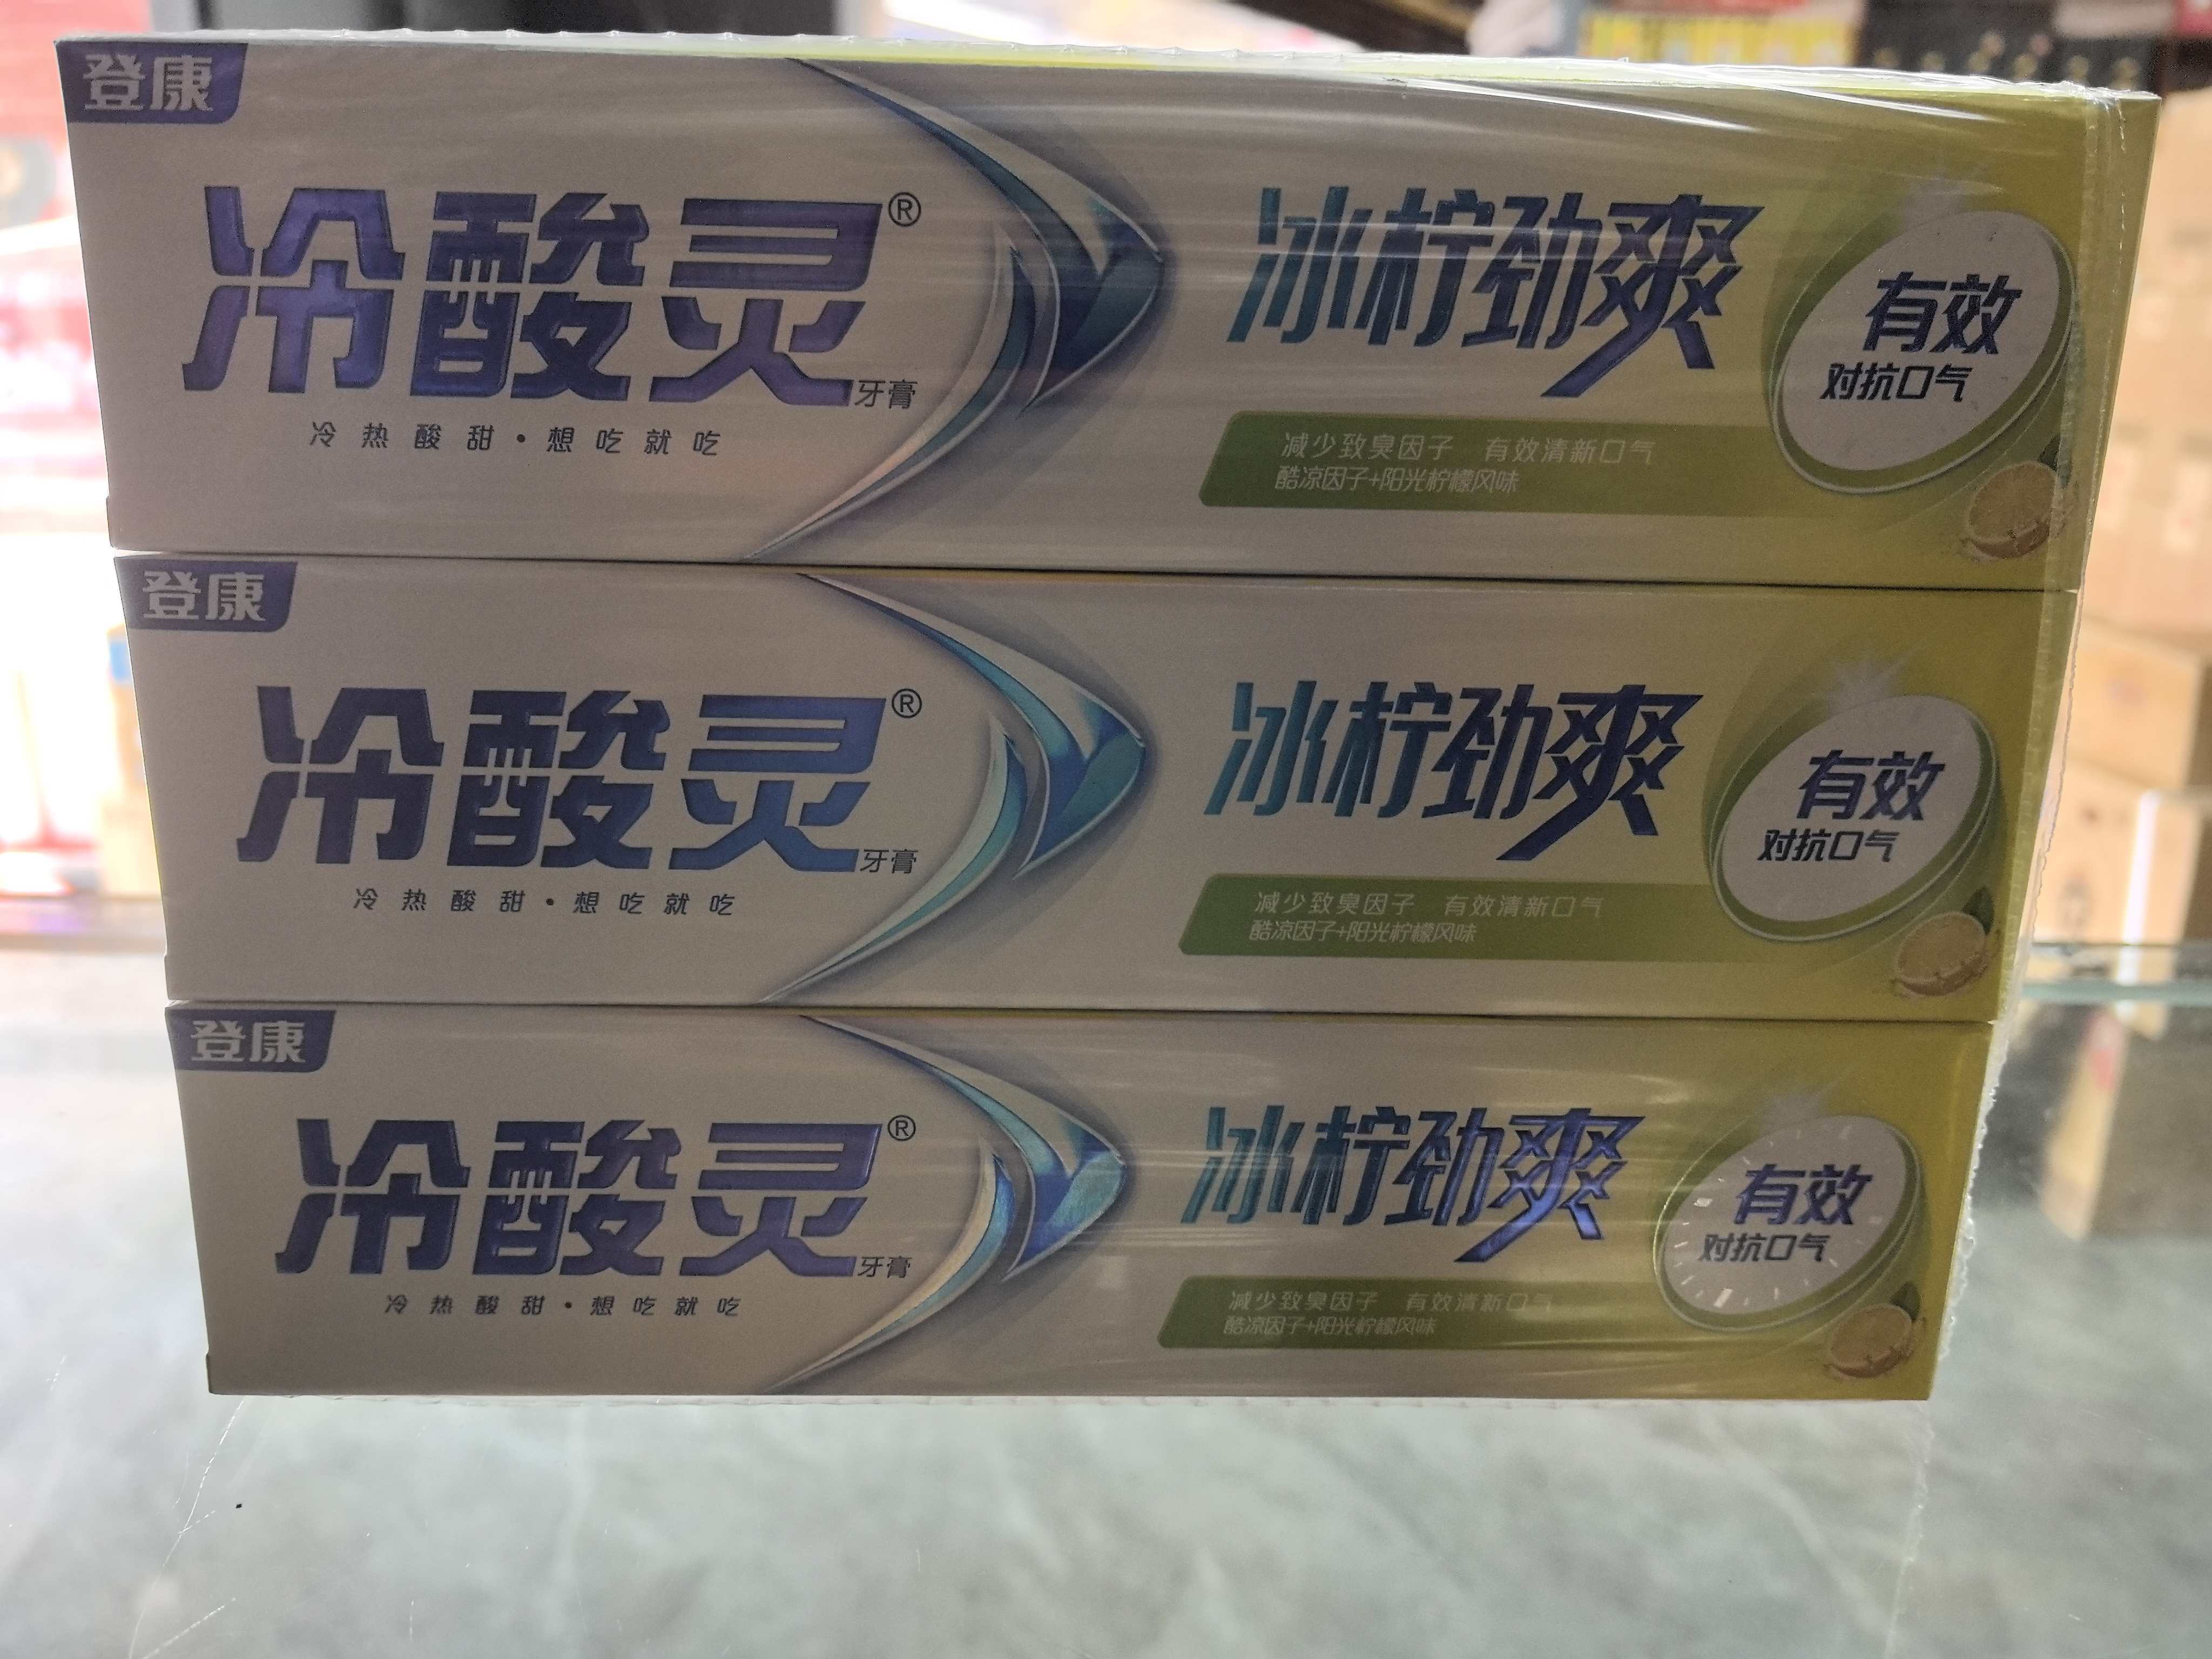 登康
冷酸灵®
牙膏
冷热酸甜·想吃就吃
冰柠劲爽
减少致臭因子 有效清新口气
酷凉因子+阳光柠檬风味
有效
对抗口气
登康
冷酸灵®
牙膏
冷热酸甜·想吃就吃
冰柠劲爽
减少致臭因子 有效清新口气
酷凉因子+阳光柠檬风味
有效
对抗口气
登康
冷酸灵®
牙膏
冷热酸甜·想吃就吃
冰柠劲爽
减少致臭因子 有效清新口气
酷凉因子+阳光柠檬风味
有效
对抗口气